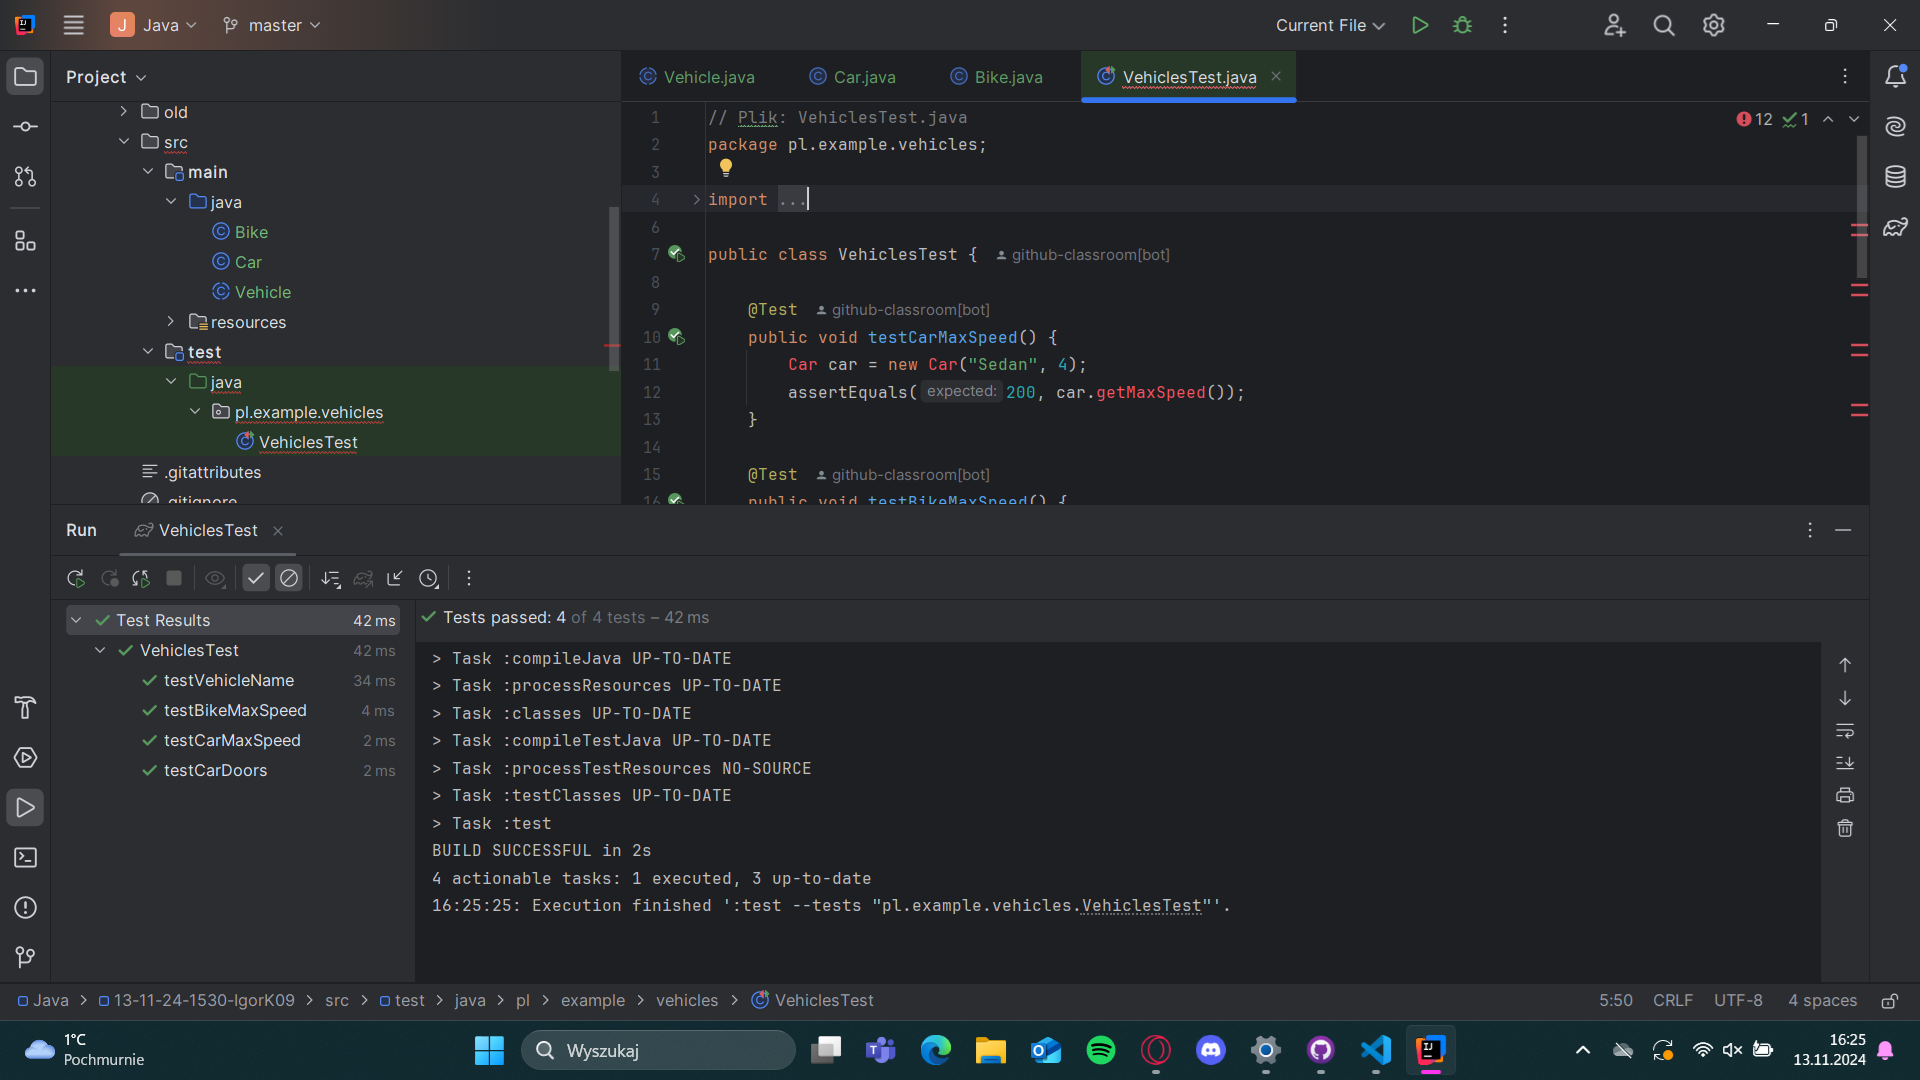 J Java master Current File
Project
Vehicle.java Car.java Bike.java VehiclesTest.java
old
src
main
java
Bike
Car
Vehicle
resources
test
java
pl.example.vehicles
VehiclesTest
.gitattributes
.gitignore
12 1
1 // Plik: VehiclesTest.java
2 package pl.example.vehicles;
3
4 import ...
6
7 public class VehiclesTest { github-classroom[bot]
8
9 @Test github-classroom[bot]
10 public void testCarMaxSpeed() {
11 Car car = new Car("Sedan", 4);
12 assertEquals( expected: 200, car.getMaxSpeed());
13 }
14
15 @Test github-classroom[bot]
16 public void testBikeMaxSpeed() {
Run VehiclesTest
Test Results 42 ms
VehiclesTest 42 ms
testVehicleName 34 ms
testBikeMaxSpeed 4 ms
testCarMaxSpeed 2 ms
testCarDoors 2 ms
Tests passed: 4 of 4 tests – 42 ms
> Task :compileJava UP-TO-DATE
> Task :processResources UP-TO-DATE
> Task :classes UP-TO-DATE
> Task :compileTestJava UP-TO-DATE
> Task :processTestResources NO-SOURCE
> Task :testClasses UP-TO-DATE
> Task :test
BUILD SUCCESSFUL in 2s
4 actionable tasks: 1 executed, 3 up-to-date
16:25:25: Execution finished ':test --tests "pl.example.vehicles.VehiclesTest"'.
Java > 13-11-24-1530-IgorK09 > src > test > java > pl > example > vehicles > VehiclesTest 5:50 CRLF UTF-8 4 spaces
1°C
Pochmurnie
Wyszukaj
16:25
13.11.2024